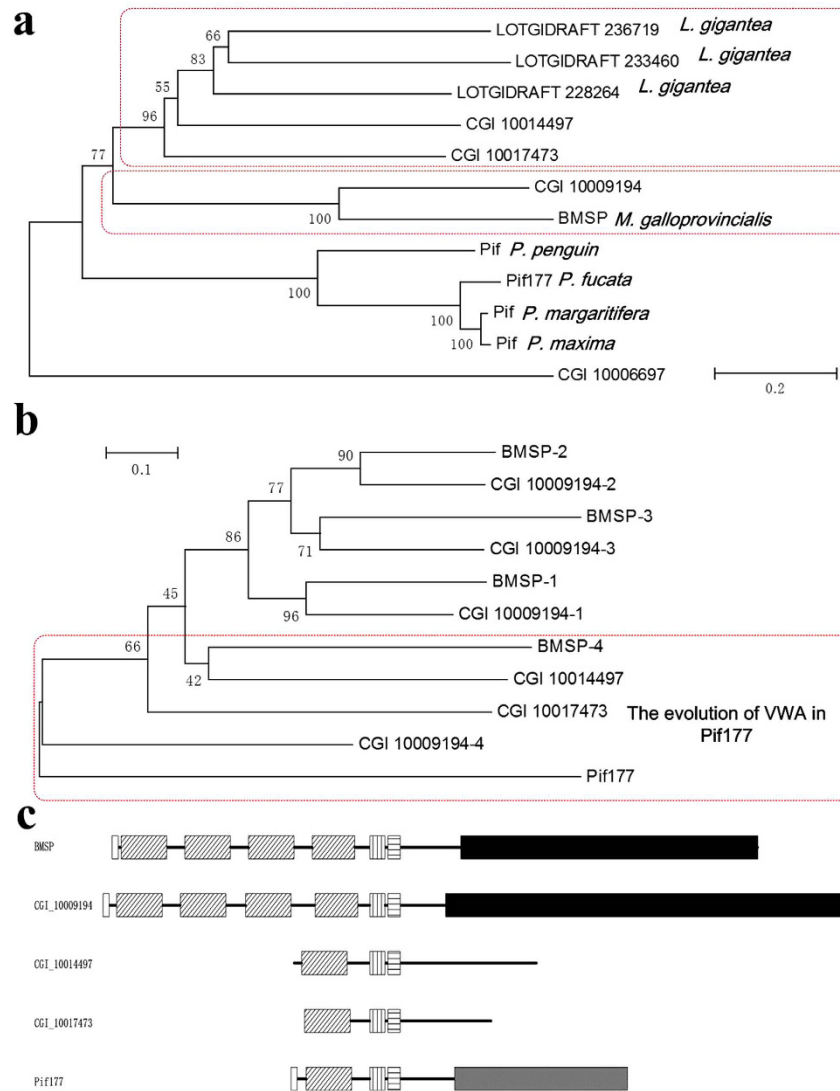 a
66
LOTGIDRAFT 236719 L. gigantea
83
LOTGIDRAFT 233460 L. gigantea
55
LOTGIDRAFT 228264 L. gigantea
96
CGI 10014497
77
CGI 10017473
CGI 10009194
100
BMSP M. galloprovincialis
Pif P. penguin
100
Pif177 P. fucata
100
Pif P. margaritifera
100
Pif P. maxima
CGI 10006697
0.2
b
0.1
90
BMSP-2
77
CGI 10009194-2
86
BMSP-3
71
CGI 10009194-3
45
BMSP-1
96
CGI 10009194-1
66
BMSP-4
42
CGI 10014497
CGI 10017473
The evolution of VWA in
Pif177
CGI 10009194-4
Pif177
c
BMSP
CGI_10009194
CGI_10014497
CGI_10017473
Pif177